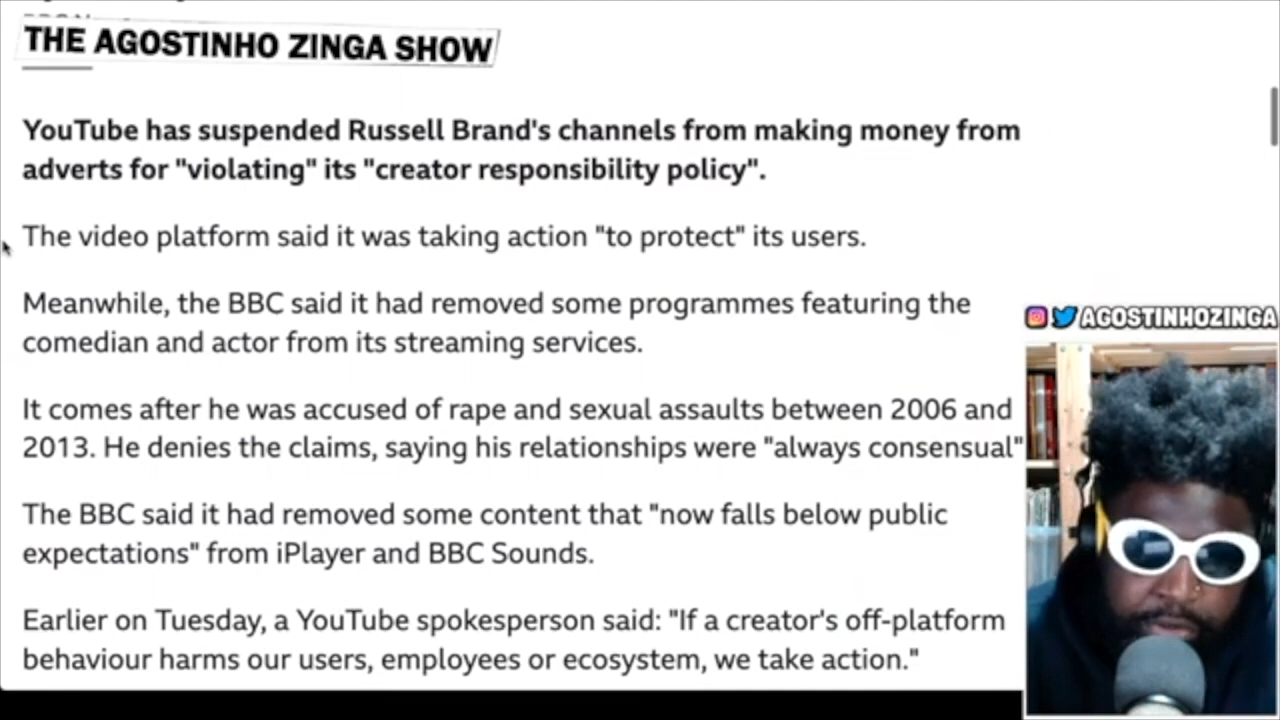 THE AGOSTINHO ZINGA SHOW
YouTube has suspended Russell Brand's channels from making money from
adverts for "violating" its "creator responsibility policy".
The video platform said it was taking action "to protect" its users.
Meanwhile, the BBC said it had removed some programmes featuring the
comedian and actor from its streaming services.
It comes after he was accused of rape and sexual assaults between 2006 and
2013. He denies the claims, saying his relationships were "always consensual"
The BBC said it had removed some content that "now falls below public
expectations" from iPlayer and BBC Sounds.
Earlier on Tuesday, a YouTube spokesperson said: "If a creator's off-platform
behaviour harms our users, employees or ecosystem, we take action."
AGOSTINHOZINGA